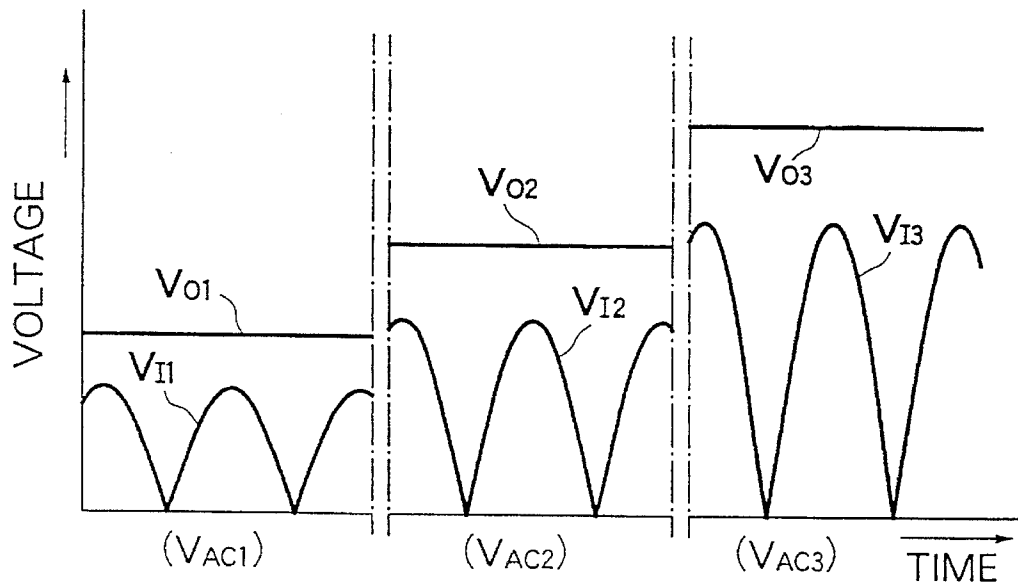 VOLTAGE
VO1
VI1
VO2
VI2
VO3
VI3
(VAC1)
(VAC2)
(VAC3)
TIME